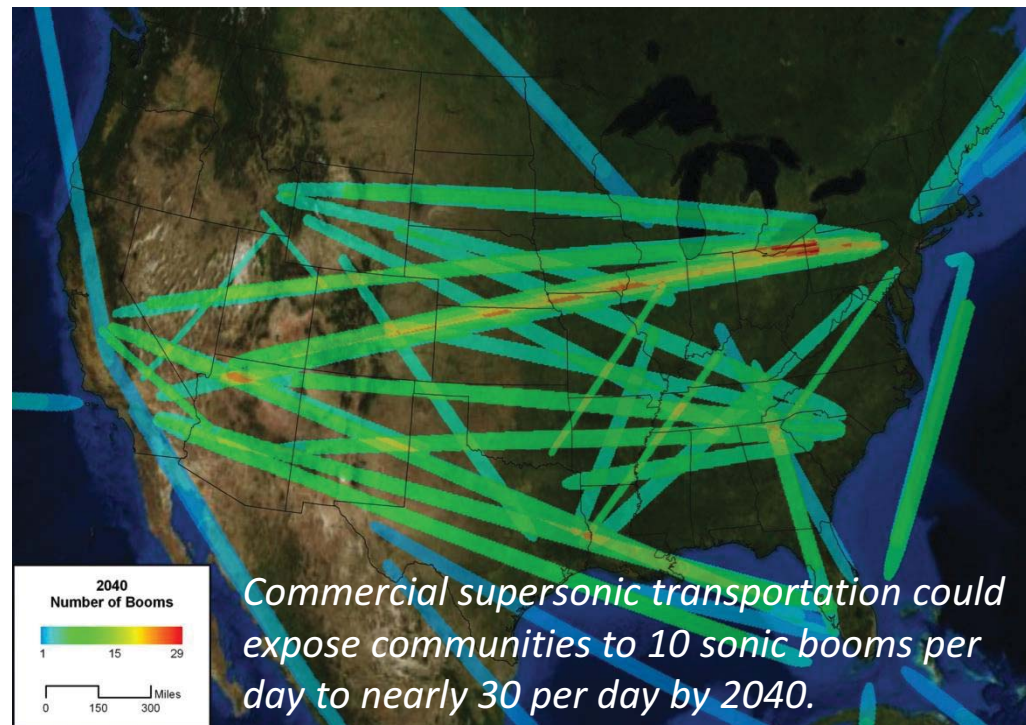 2040
Number of Booms
1 15 29
Miles
0 150 300
Commercial supersonic transportation could
expose communities to 10 sonic booms per
day to nearly 30 per day by 2040.